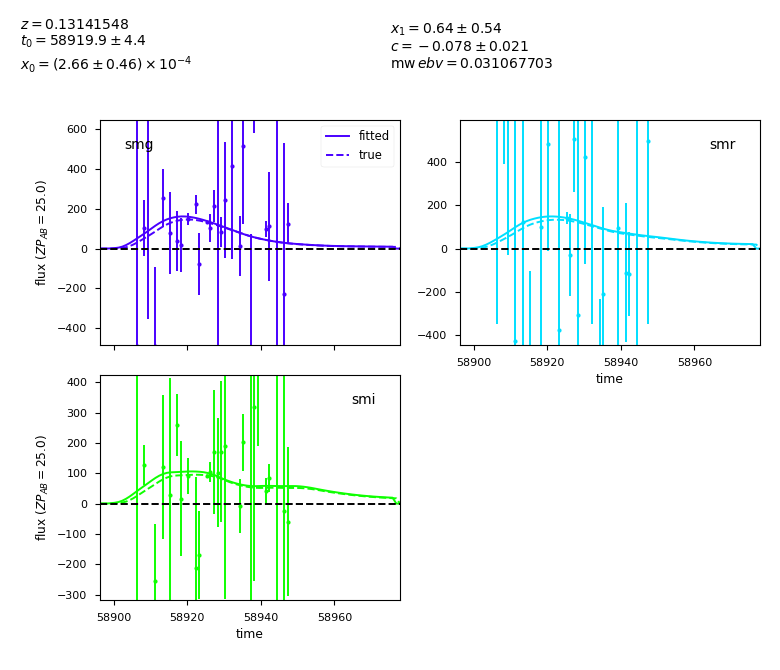 z = 0.13141548
t0 = 58919.9 ± 4.4
x0 = (2.66 ± 0.46) × 10^−4
x1 = 0.64 ± 0.54
c = −0.078 ± 0.021
mw ebv = 0.031067703
smg
fitted
true
600
400
200
0
−200
−400
flux (ZP_AB = 25.0)
smr
400
200
0
−200
−400
58900 58920 58940 58960
time
smi
400
300
200
100
0
−100
−200
−300
flux (ZP_AB = 25.0)
58900 58920 58940 58960
time